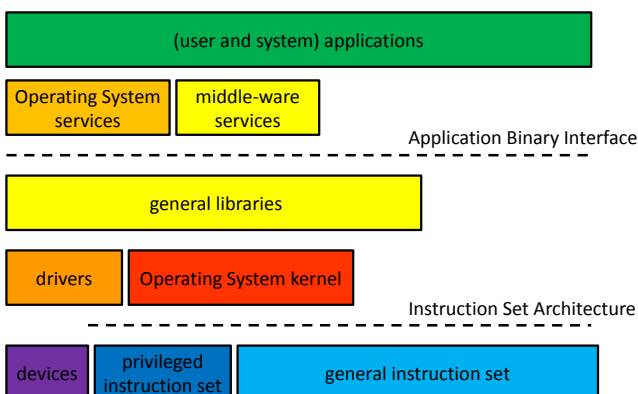 (user and system) applications
Operating System
services
middle-ware
services
Application Binary Interface
general libraries
drivers
Operating System kernel
Instruction Set Architecture
devices
privileged
instruction set
general instruction set